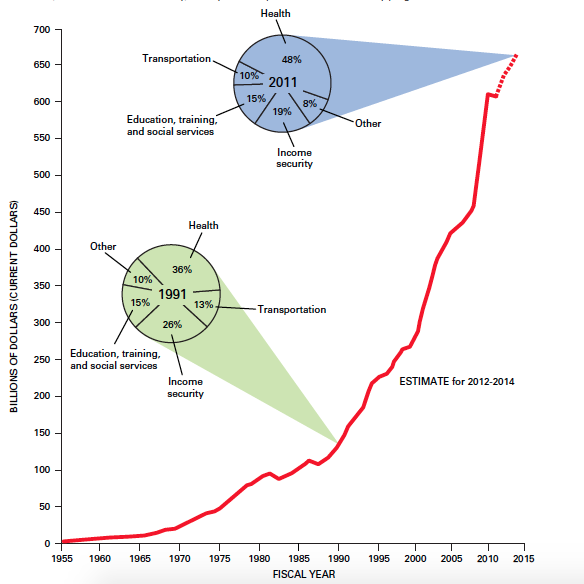 Health
700
650
600
550
500
450
400
350
300
250
200
150
100
50
0
BILLIONS OF DOLLARS (CURRENT DOLLARS)
Transportation
48%
10%
2011
15%
8%
19%
Education, training,
and social services
Other
Income
security
Health
Other
36%
10%
1991
15%
13%
Transportation
26%
Education, training,
and social services
Income
security
ESTIMATE for 2012-2014
1955 1960 1965 1970 1975 1980 1985 1990 1995 2000 2005 2010 2015
FISCAL YEAR